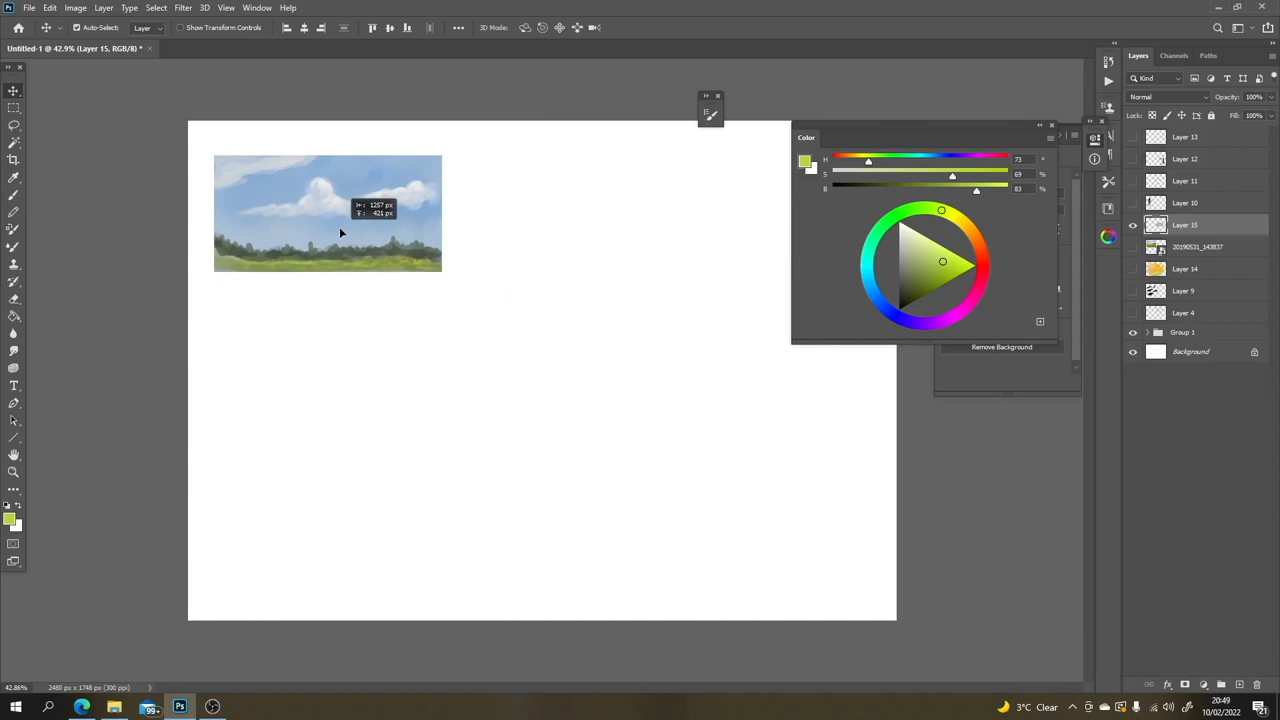 Ps File Edit Image Layer Type Select Filter 3D View Window Help
Auto-Select: Layer Show Transform Controls 3D Mode:
Untitled-1 @ 42.9% (Layer 15, RGB/8) *
Layers Channels Paths
Kind
Normal Opacity: 100%
Lock: Fill: 100%
Color
H 73 °
S 69 %
B 83 %
1257 px
421 px
Layer 13
Layer 12
Layer 11
Layer 10
Layer 15
20190531_143837
Layer 14
Layer 9
Layer 4
Group 1
Background
Remove Background
42.86% 2480 px x 1748 px (300 ppi)
99+
Ps
3°C Clear
20:49
10/02/2022